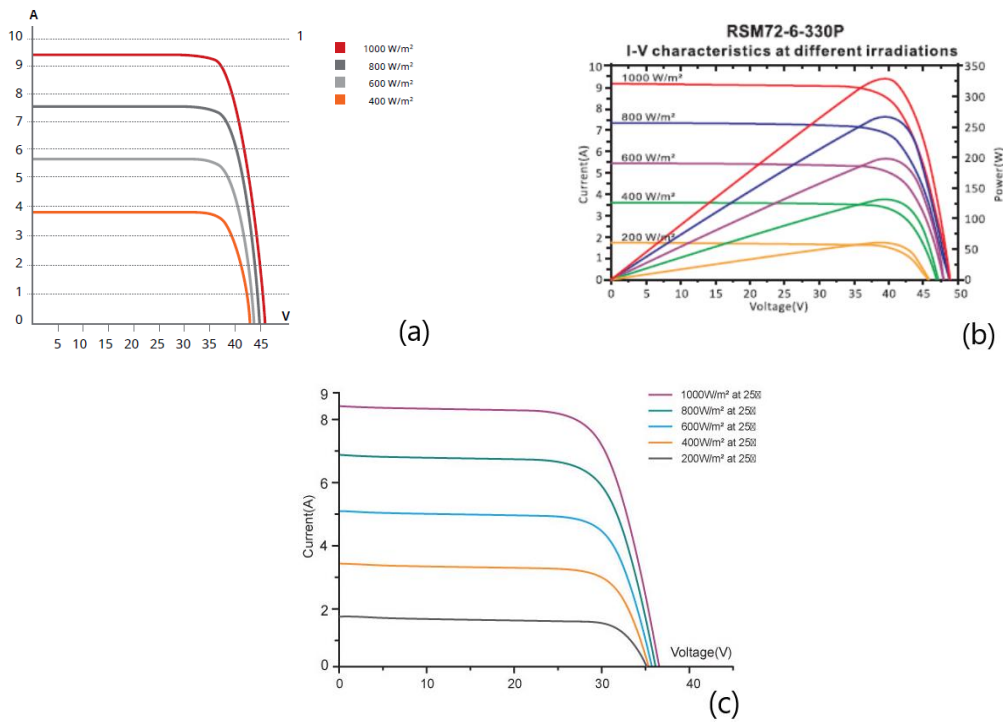 A
10
9
8
7
6
5
4
3
2
1
0
1
V
5 10 15 20 25 30 35 40 45
1000 W/m²
800 W/m²
600 W/m²
400 W/m²
(a)
RSM72-6-330P
I-V characteristics at different irradiations
Current(A)
10
9
8
7
6
5
4
3
2
1
0
1000 W/m²
800 W/m²
600 W/m²
400 W/m²
200 W/m²
350
300
250
200
150
100
50
0
Power(W)
0 5 10 15 20 25 30 35 40 45 50
Voltage(V)
(b)
Current(A)
9
8
6
4
2
0
0 10 20 30 40
Voltage(V)
1000W/m² at 25
800W/m² at 25
600W/m² at 25
400W/m² at 25
200W/m² at 25
(c)